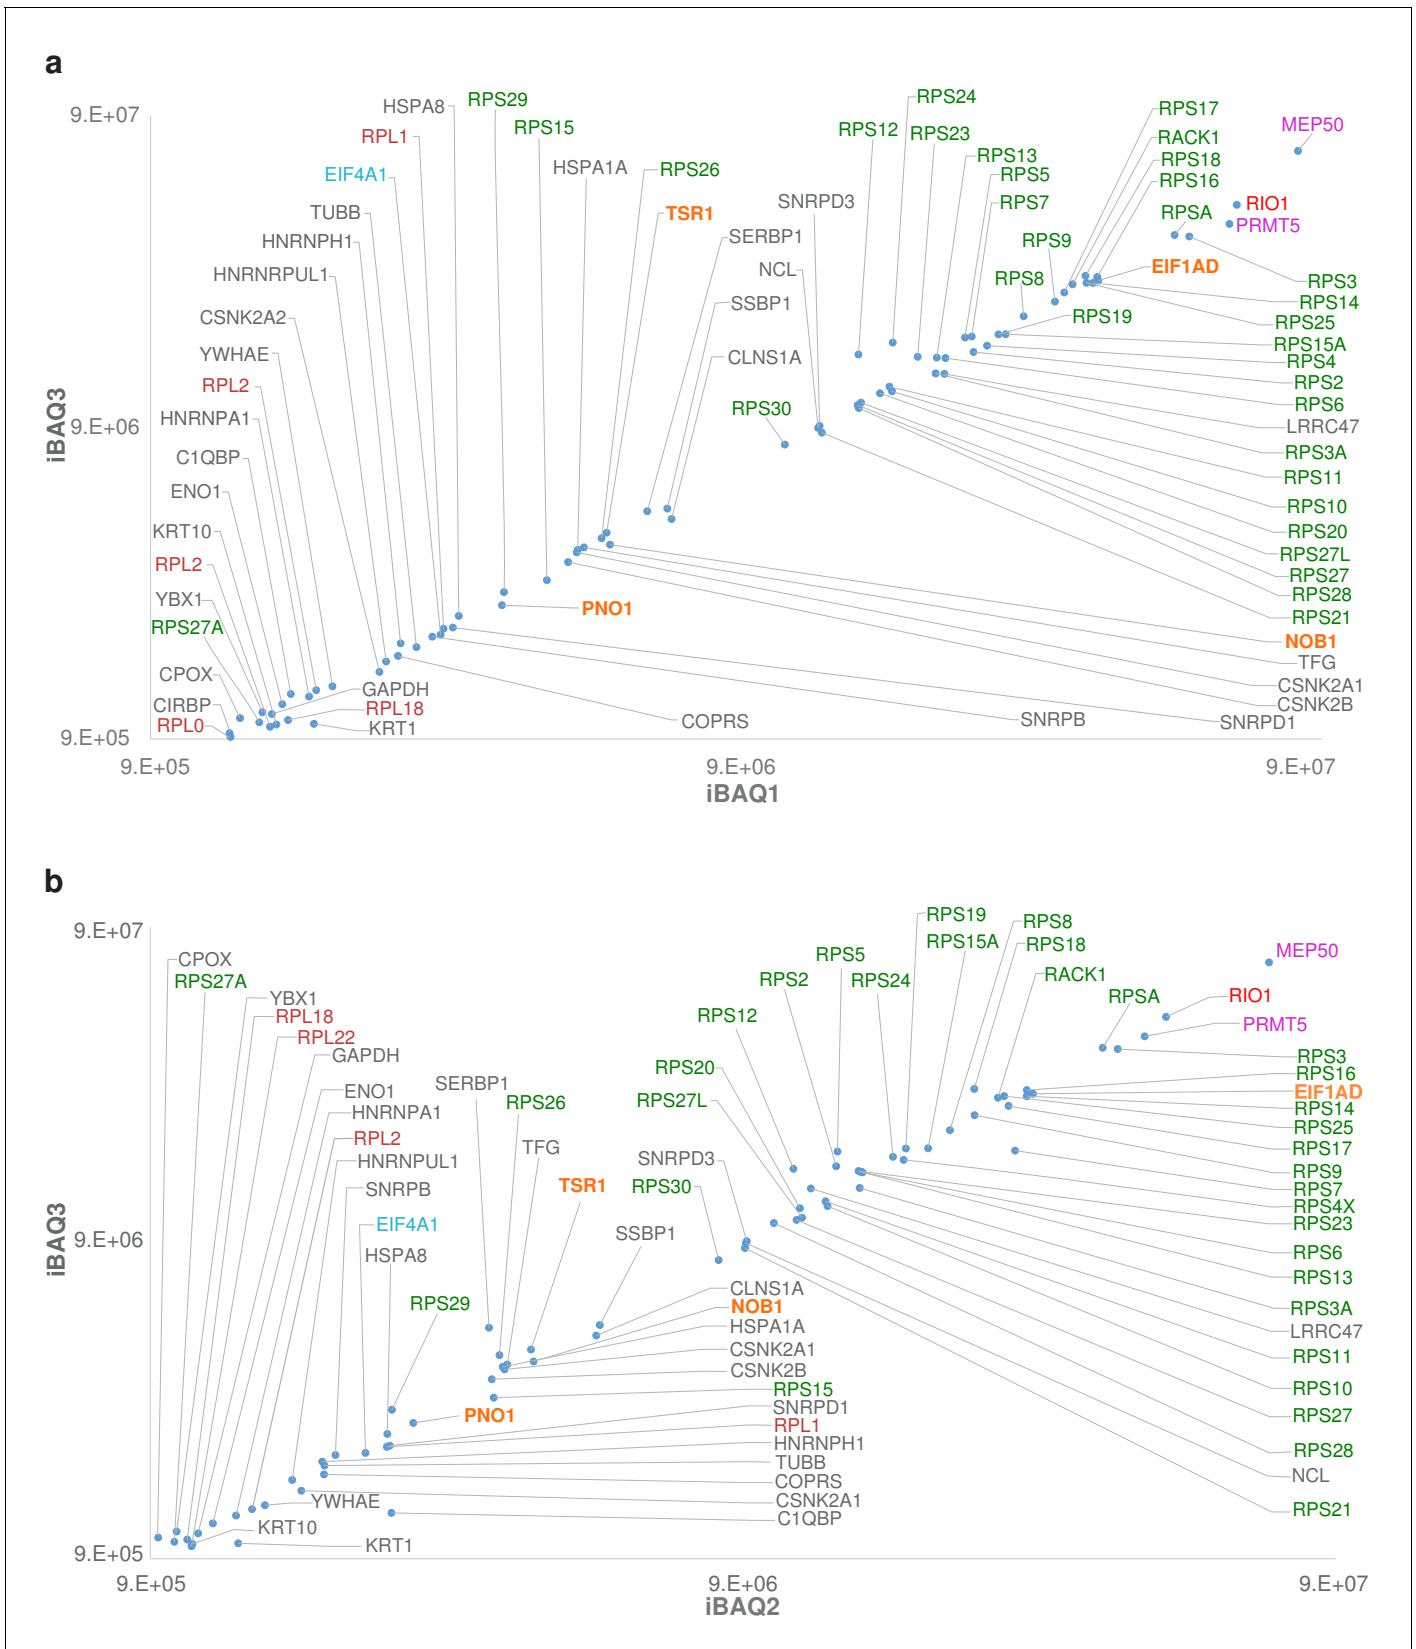 a
9.E+07
9.E+06
9.E+05
iBAQ3
9.E+05
9.E+06
9.E+07
iBAQ1
HSPA8
RPS29
RPL1
RPS15
EIF4A1
HSPA1A
RPS26
TUBB
TSR1
HNRNPH1
SERBP1
HNRNRPUL1
NCL
SNRPD3
CSNK2A2
SSBP1
YWHAE
CLNS1A
RPL2
RPS30
HNRNPA1
C1QBP
ENO1
KRT10
RPL2
YBX1
RPS27A
CPOX
CIRBP
RPL0
GAPDH
RPL18
KRT1
PNO1
COPRS
SNRPB
SNRPD1
RPS24
RPS12
RPS23
RPS13
RPS5
RPS7
RPS9
RPS8
RPS19
RPS17
RACK1
RPS18
RPS16
RPSA
MEP50
RIO1
PRMT5
EIF1AD
RPS3
RPS14
RPS25
RPS15A
RPS4
RPS2
RPS6
LRRC47
RPS3A
RPS11
RPS10
RPS20
RPS27L
RPS27
RPS28
RPS21
NOB1
TFG
CSNK2A1
CSNK2B
b
9.E+07
9.E+06
9.E+05
iBAQ3
9.E+05
9.E+06
9.E+07
iBAQ2
CPOX
RPS27A
YBX1
RPL18
RPL22
GAPDH
ENO1
HNRNPA1
RPL2
HNRNPUL1
SNRPB
EIF4A1
HSPA8
RPS29
SERBP1
RPS26
TFG
TSR1
SSBP1
SNRPD3
RPS30
RPS27L
RPS20
RPS12
RPS2
RPS5
RPS24
RPS19
RPS15A
RPS8
RPS18
RACK1
RPSA
MEP50
RIO1
PRMT5
RPS3
RPS16
EIF1AD
RPS14
RPS25
RPS17
RPS9
RPS7
RPS4X
RPS23
RPS6
RPS13
RPS3A
LRRC47
RPS11
RPS10
RPS27
RPS28
NCL
RPS21
CLNS1A
NOB1
HSPA1A
CSNK2A1
CSNK2B
RPS15
PNO1
SNRPD1
RPL1
HNRNPH1
TUBB
COPRS
CSNK2A1
C1QBP
YWHAE
KRT10
KRT1